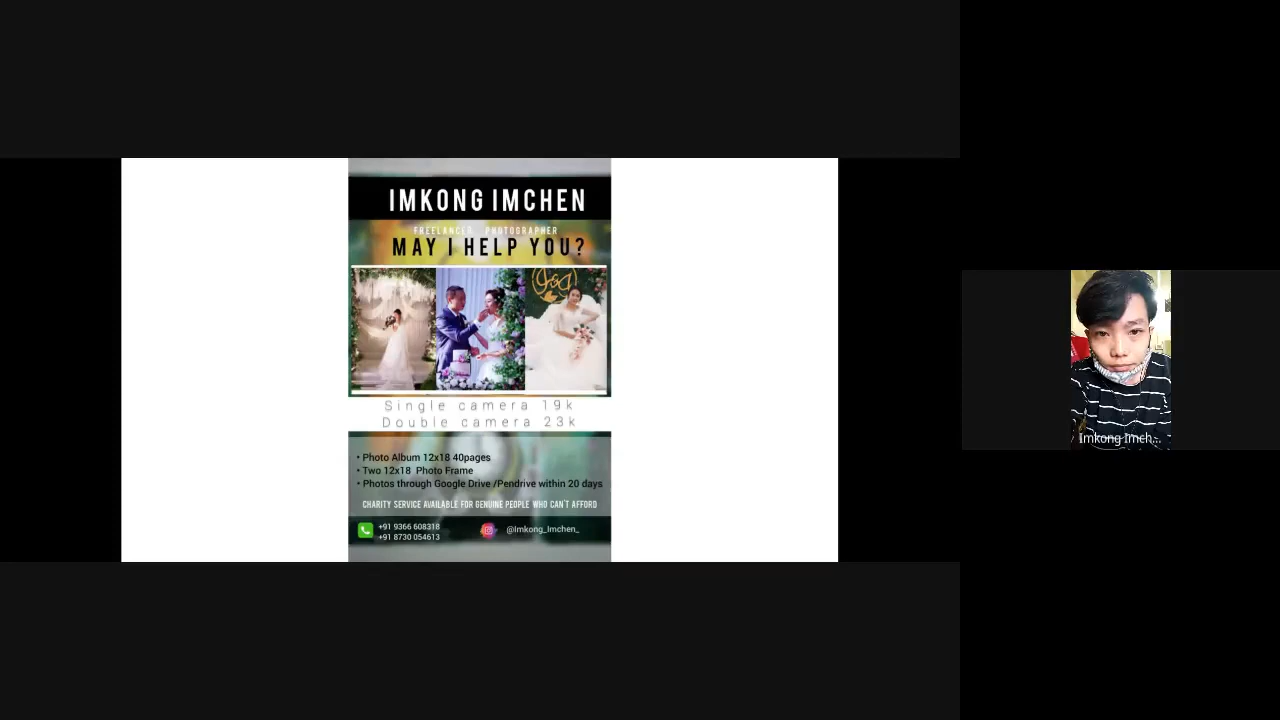 IMKONG IMCHEN
FREELANCER PHOTOGRAPHER
MAY I HELP YOU?
J&A
Single camera 19k
Double camera 23k
• Photo Album 12x18 40pages
• Two 12x18 Photo Frame
• Photos through Google Drive /Pendrive within 20 days
CHARITY SERVICE AVAILABLE FOR GENUINE PEOPLE WHO CAN'T AFFORD
+91 9366 608318
+91 8730 054613
@Imkong_Imchen_
Imkong Imch...